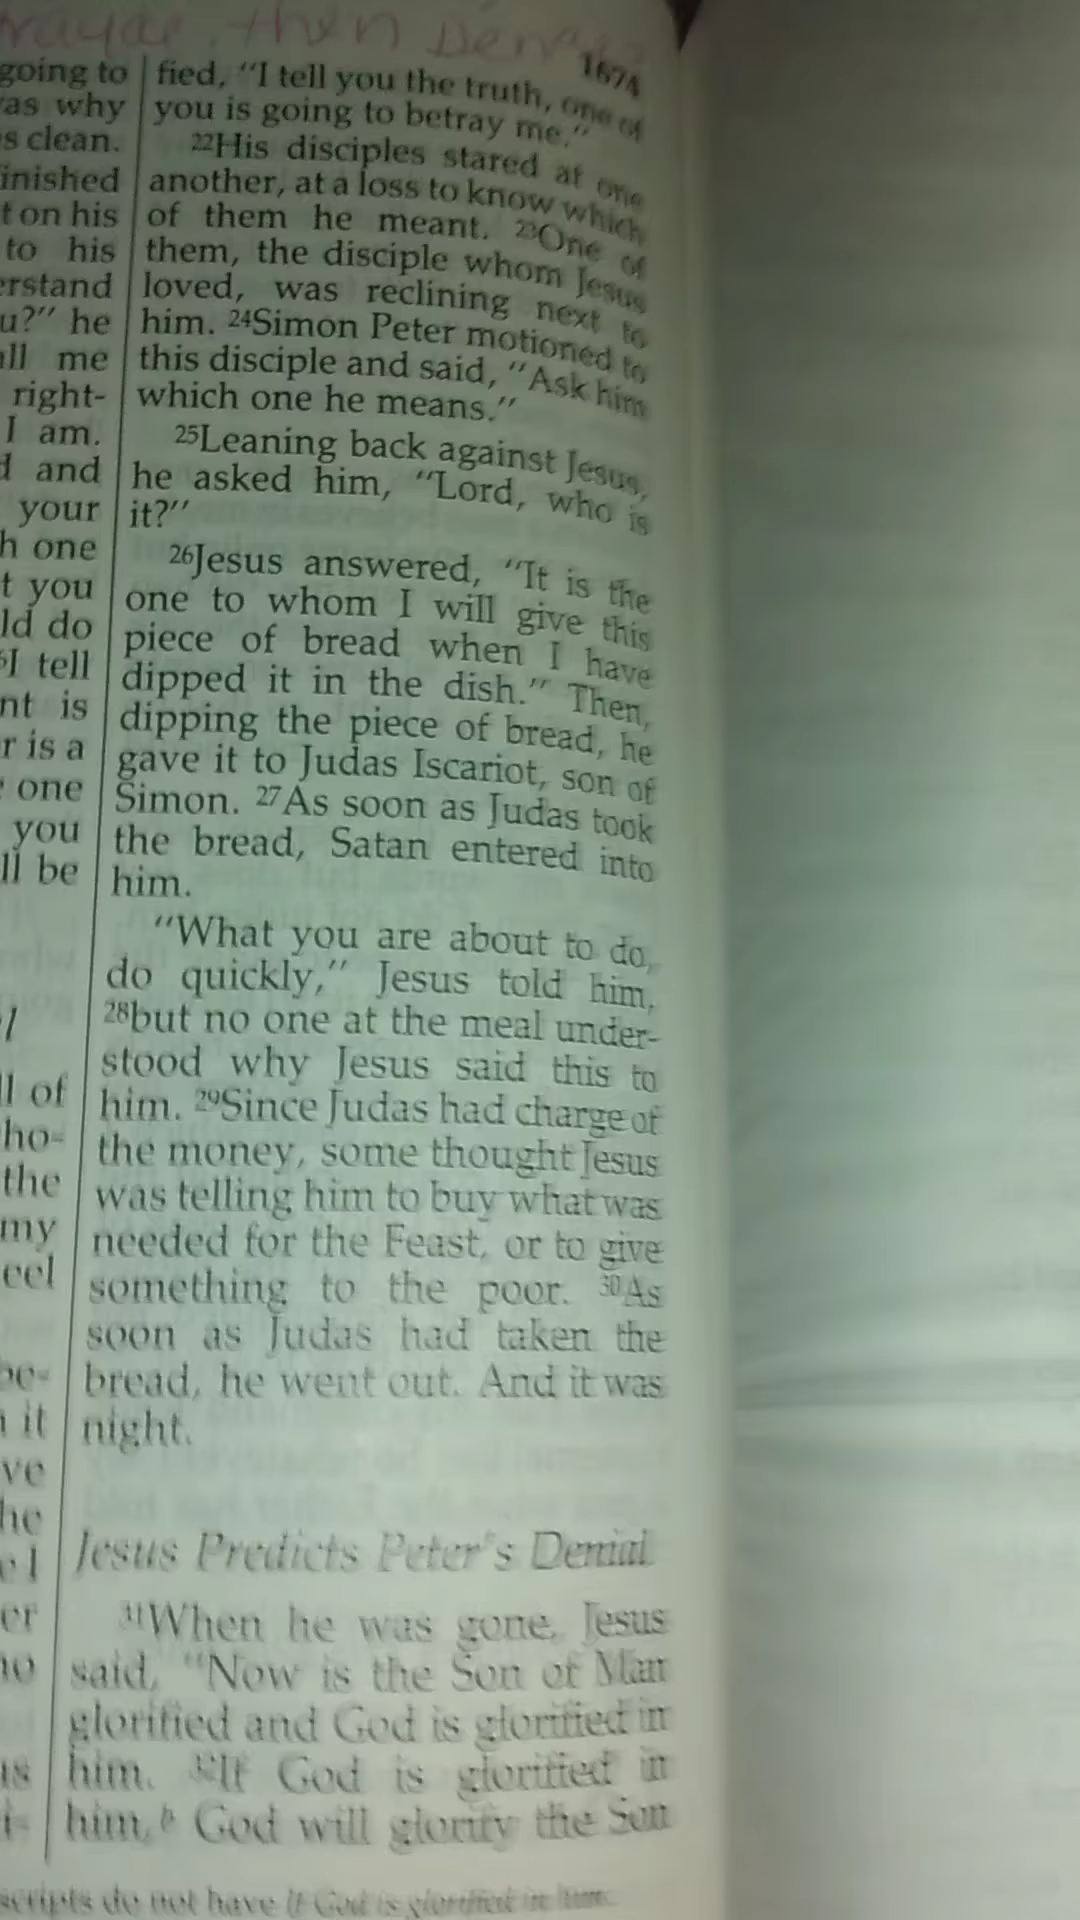 then Denies
1674
going to
was why
s clean.
inished
t on his
to his
erstand
u?" he
all me
right-
I am.
d and
your
h one
t you
ld do
I tell
nt is
r is a
one
you
ll be
l of
ho-
the
my
eel
be-
it
ve
he
er
fied, "I tell you the truth, one of
you is going to betray me."
22His disciples stared at one
another, at a loss to know which
of them he meant. 23One of
them, the disciple whom Jesus
loved, was reclining next to
him. 24Simon Peter motioned to
this disciple and said, "Ask him
which one he means."
25Leaning back against Jesus,
he asked him, "Lord, who is
it?"
26Jesus answered, "It is the
one to whom I will give this
piece of bread when I have
dipped it in the dish." Then,
dipping the piece of bread, he
gave it to Judas Iscariot, son of
Simon. 27As soon as Judas took
the bread, Satan entered into
him.
"What you are about to do,
do quickly," Jesus told him,
28but no one at the meal under-
stood why Jesus said this to
him. 29Since Judas had charge of
the money, some thought Jesus
was telling him to buy what was
needed for the Feast, or to give
something to the poor. 30As
soon as Judas had taken the
bread, he went out. And it was
night.
Jesus Predicts Peter's Denial
31When he was gone, Jesus
said, "Now is the Son of Man
glorified and God is glorified in
him. 32If God is glorified in
him,b God will glorify the Son
scripts do not have If God is glorified in him.